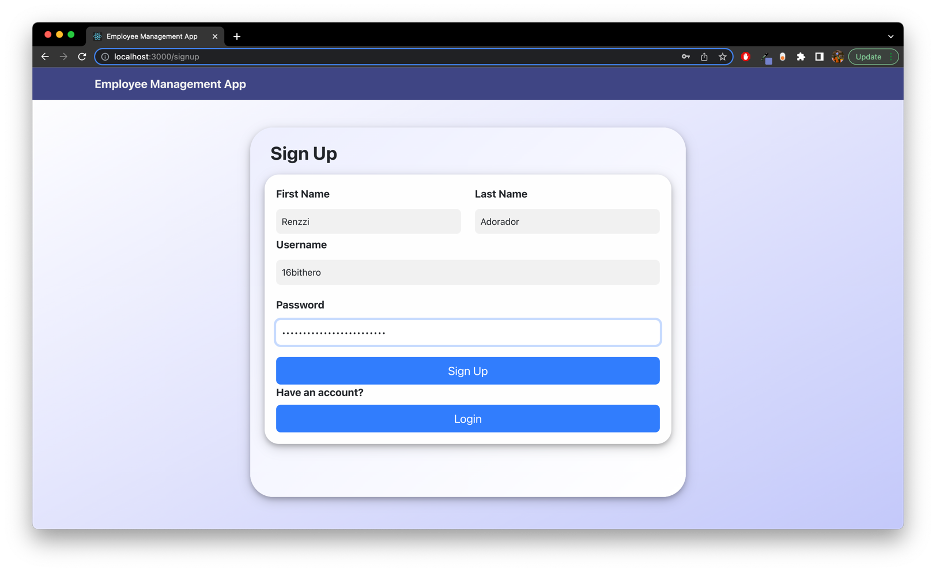 Employee Management App
localhost:3000/signup
Update
Employee Management App
Sign Up
First Name Last Name
Renzzi Adorador
Username
16bithero
Password
•••••••••••••••••••••••••
Sign Up
Have an account?
Login